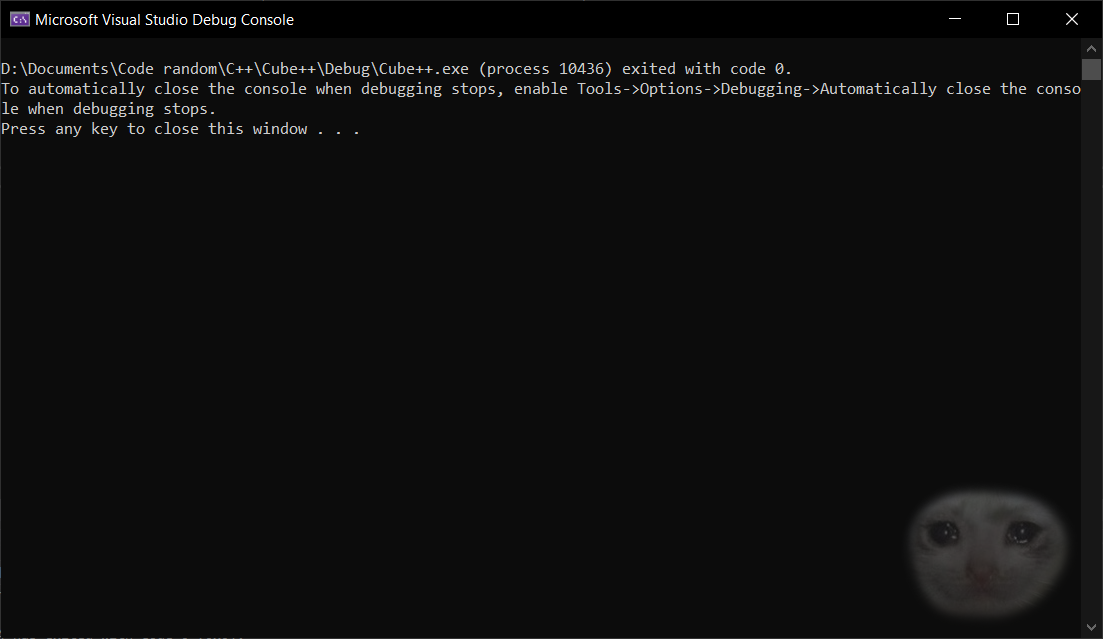 Microsoft Visual Studio Debug Console
D:\Documents\Code random\C++\Cube++\Debug\Cube++.exe (process 10436) exited with code 0.
To automatically close the console when debugging stops, enable Tools->Options->Debugging->Automatically close the conso
le when debugging stops.
Press any key to close this window . . .